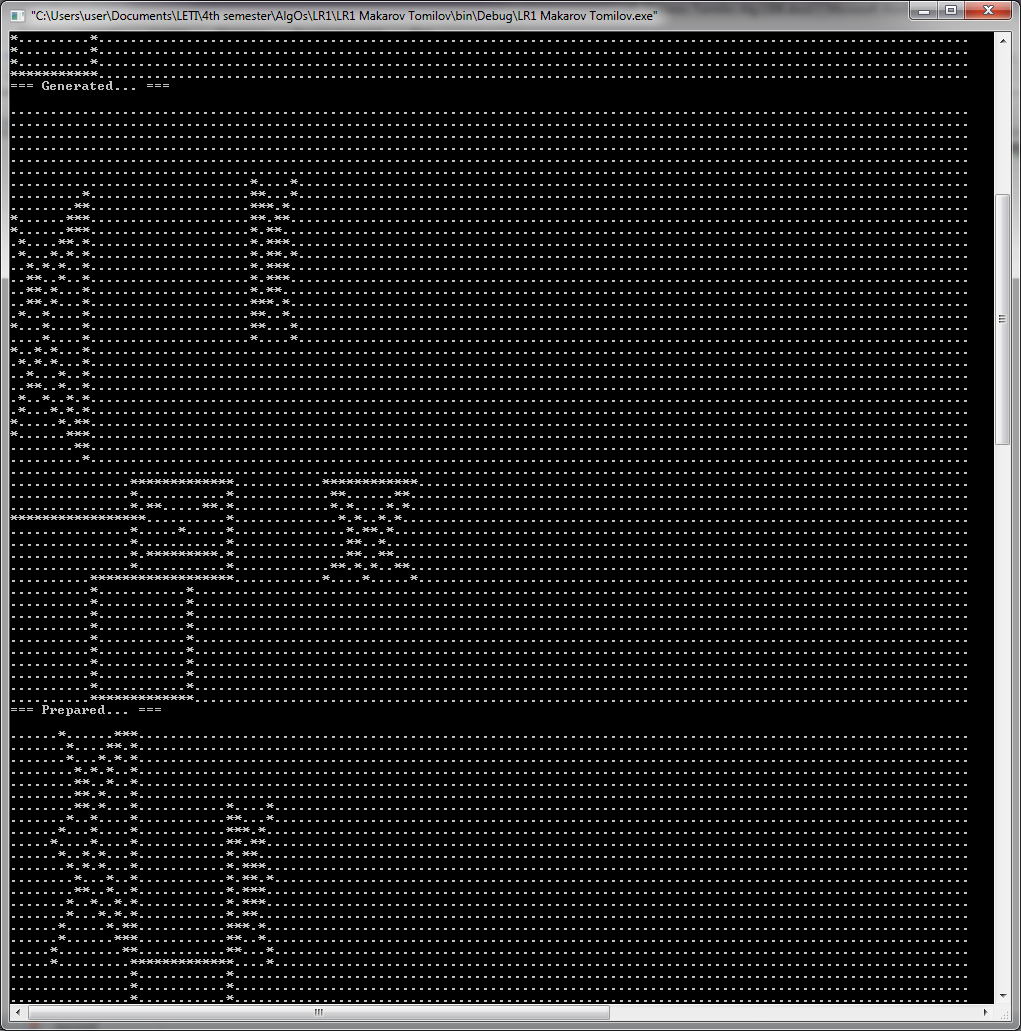 "C:\Users\user\Documents\LETI\4th semester\AlgOs\LR1\LR1 Makarov Tomilov\bin\Debug\LR1 Makarov Tomilov.exe"
=== Generated... ===
=== Prepared... ===